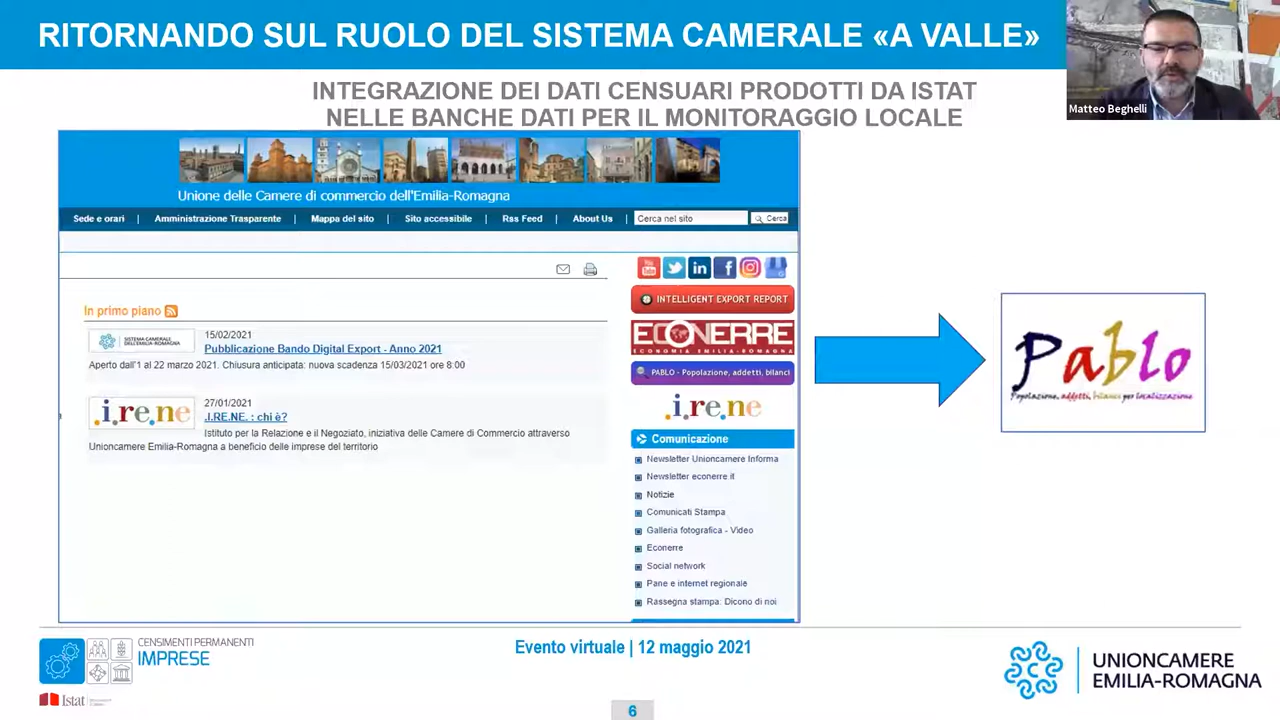 RITORNANDO SUL RUOLO DEL SISTEMA CAMERALE «A VALLE»
Matteo Beghelli
INTEGRAZIONE DEI DATI CENSUARI PRODOTTI DA ISTAT
NELLE BANCHE DATI PER IL MONITORAGGIO LOCALE
Unione delle Camere di commercio dell'Emilia-Romagna
Sede e orari | Amministrazione Trasparente | Mappa del sito | Sito accessibile | Rss Feed | About Us | Cerca nel sito Cerca
You Tube
INTELLIGENT EXPORT REPORT
In primo piano
SISTEMA CAMERALE
DELL'EMILIA-ROMAGNA
15/02/2021
Pubblicazione Bando Digital Export - Anno 2021
Aperto dall'1 al 22 marzo 2021. Chiusura anticipata: nuova scadenza 15/03/2021 ore 8:00
.i.re.ne
27/01/2021
.I.RE.NE. : chi è?
Istituto per la Relazione e il Negoziato, iniziativa delle Camere di Commercio attraverso
Unioncamere Emilia-Romagna a beneficio delle imprese del territorio
ECONERRE
ECONOMIA EMILIA-ROMAGNA
PABLO - Popolazione, addetti, bilanci
.i.re.ne
Comunicazione
Newsletter Unioncamere Informa
Newsletter econerre.it
Notizie
Comunicati Stampa
Galleria fotografica - Video
Econerre
Social network
Pane e internet regionale
Rassegna stampa: Dicono di noi
Pablo
Popolazione, addetti, bilanci per localizzazione
CENSIMENTI PERMANENTI
IMPRESE
Istat
Evento virtuale | 12 maggio 2021
UNIONCAMERE
EMILIA-ROMAGNA
6